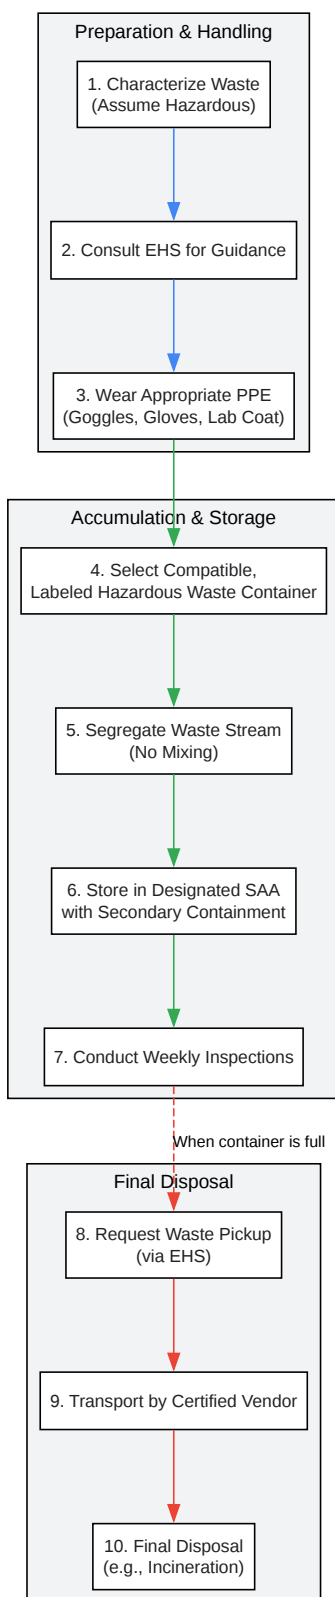 Preparation & Handling
1. Characterize Waste
(Assume Hazardous)
2. Consult EHS for Guidance
3. Wear Appropriate PPE
(Goggles, Gloves, Lab Coat)
Accumulation & Storage
4. Select Compatible,
Labeled Hazardous Waste Container
5. Segregate Waste Stream
(No Mixing)
6. Store in Designated SAA
with Secondary Containment
7. Conduct Weekly Inspections
When container is full
Final Disposal
8. Request Waste Pickup
(via EHS)
9. Transport by Certified Vendor
10. Final Disposal
(e.g., Incineration)